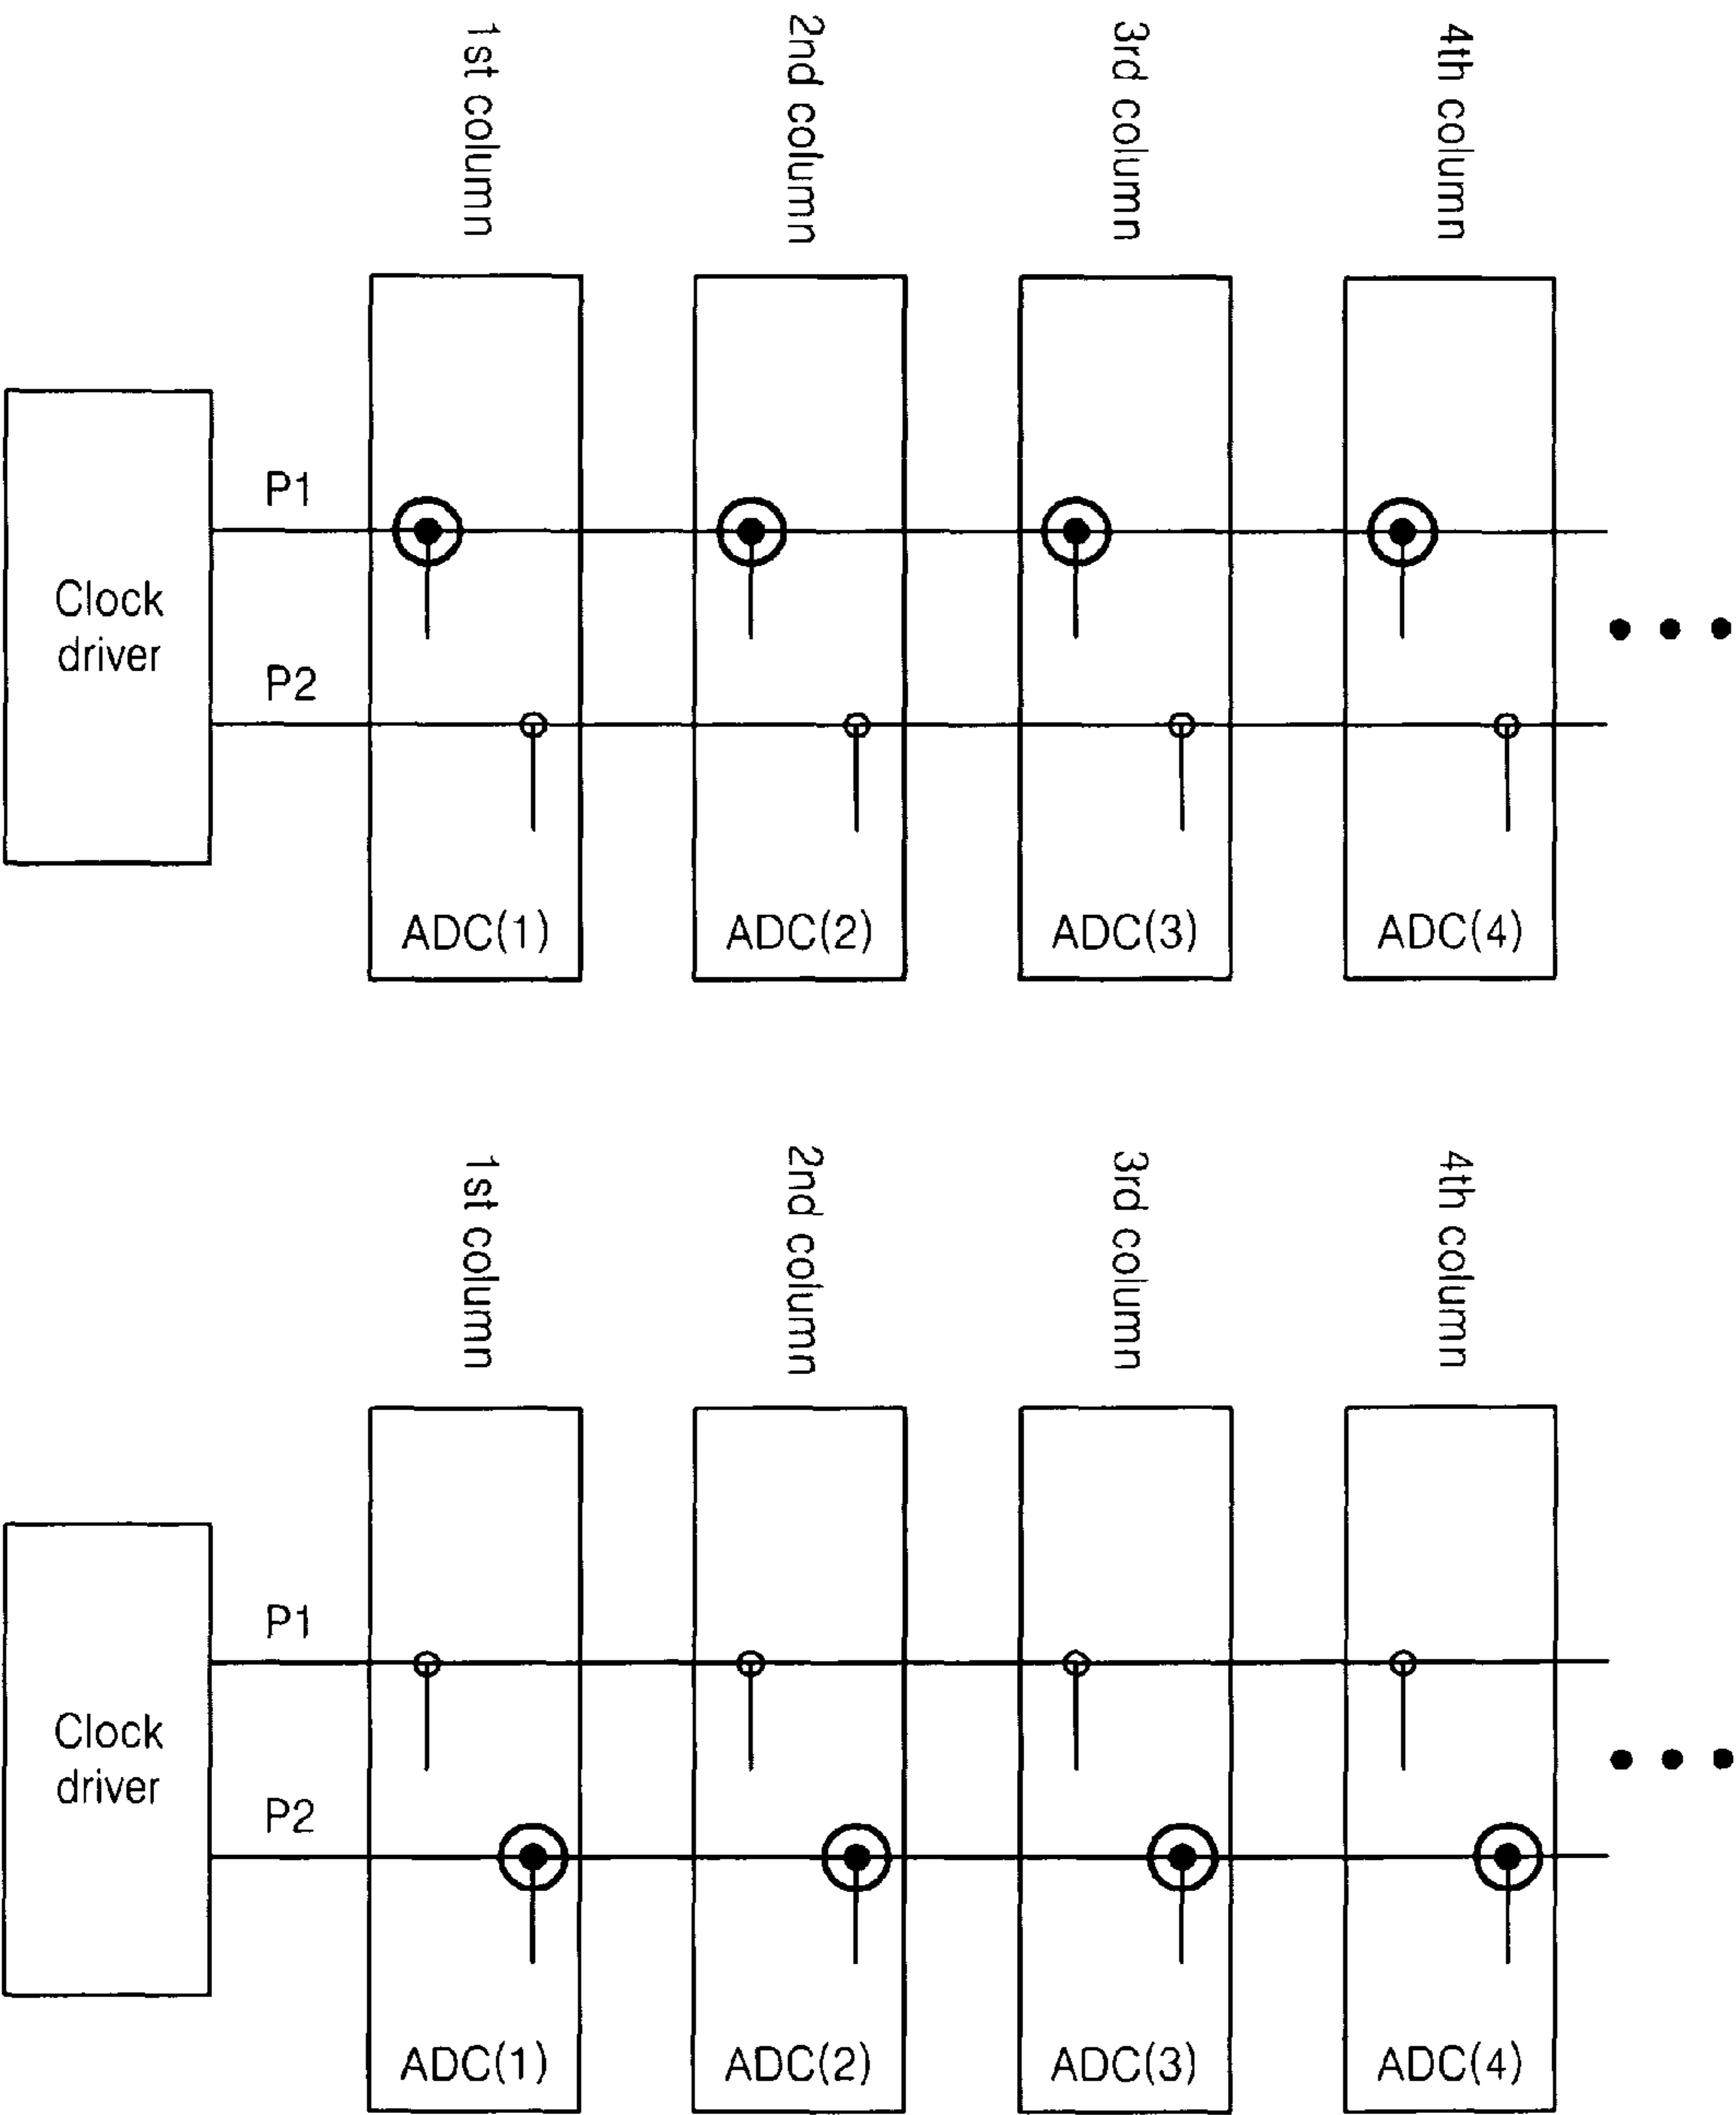 1st column
2nd column
3rd column
4th column
P1
Clock
driver
P2
ADC(1)
ADC(2)
ADC(3)
ADC(4)
1st column
2nd column
3rd column
4th column
P1
Clock
driver
P2
ADC(1)
ADC(2)
ADC(3)
ADC(4)